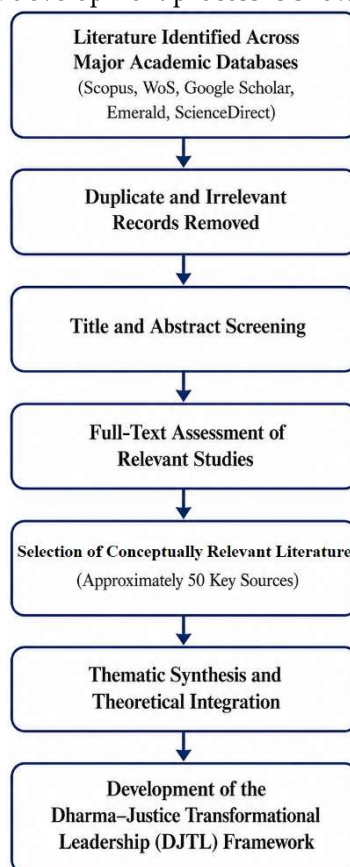 Literature Identified Across
Major Academic Databases
(Scopus, WoS, Google Scholar,
Emerald, ScienceDirect)
Duplicate and Irrelevant
Records Removed
Title and Abstract Screening
Full-Text Assessment of
Relevant Studies
Selection of Conceptually Relevant Literature
(Approximately 50 Key Sources)
Thematic Synthesis and
Theoretical Integration
Development of the
Dharma–Justice Transformational
Leadership (DJTL) Framework